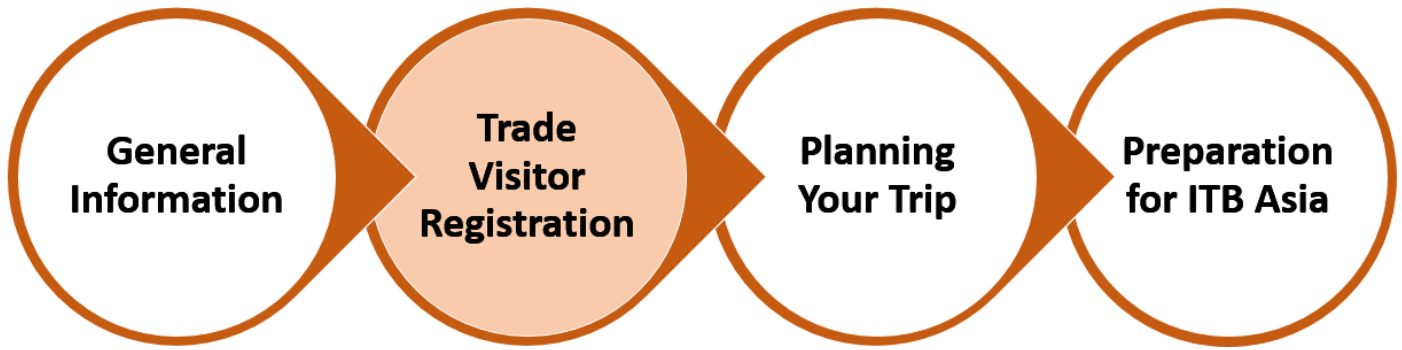 General
Information
Trade
Visitor
Registration
Planning
Your Trip
Preparation
for ITB Asia